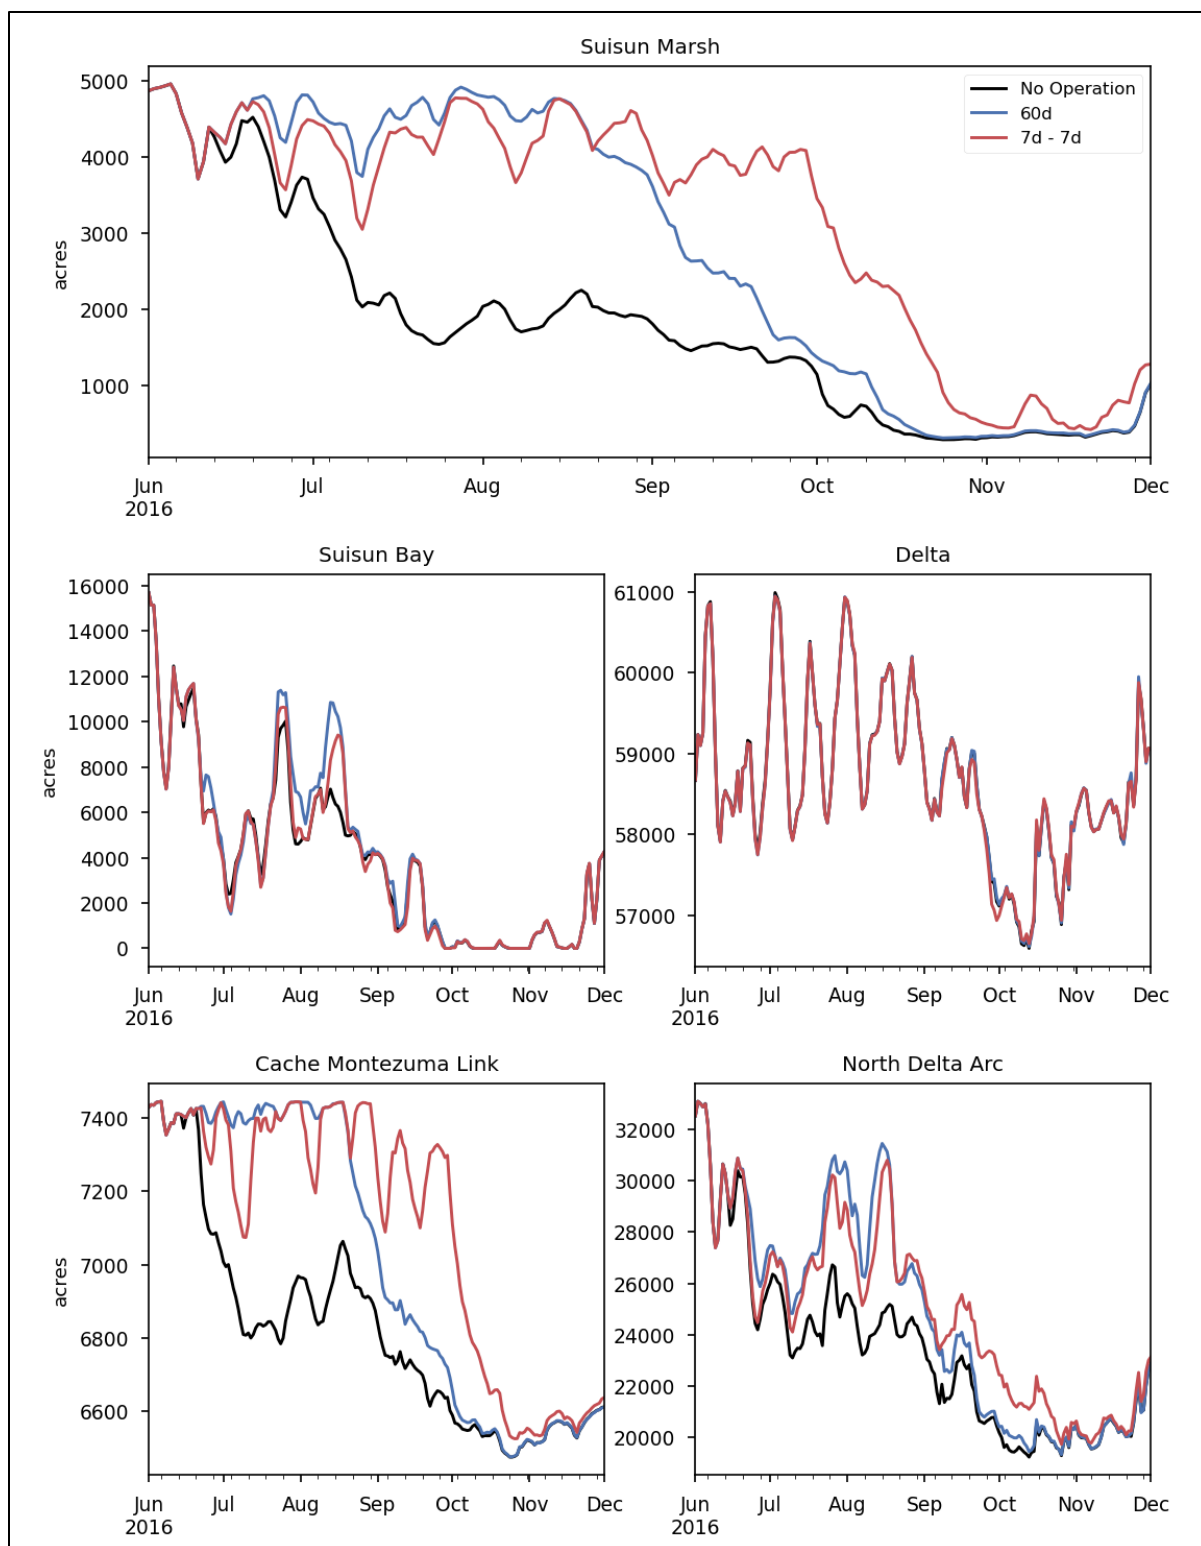 Suisun Marsh
5000
4000
3000
2000
1000
acres
No Operation
60d
7d - 7d
Jun
2016
Jul
Aug
Sep
Oct
Nov
Dec
Suisun Bay
16000
14000
12000
10000
8000
6000
4000
2000
0
acres
Jun
2016
Jul
Aug
Sep
Oct
Nov
Dec
Delta
61000
60000
59000
58000
57000
Jun
2016
Jul
Aug
Sep
Oct
Nov
Dec
Cache Montezuma Link
7400
7200
7000
6800
6600
acres
Jun
2016
Jul
Aug
Sep
Oct
Nov
Dec
North Delta Arc
32000
30000
28000
26000
24000
22000
20000
Jun
2016
Jul
Aug
Sep
Oct
Nov
Dec